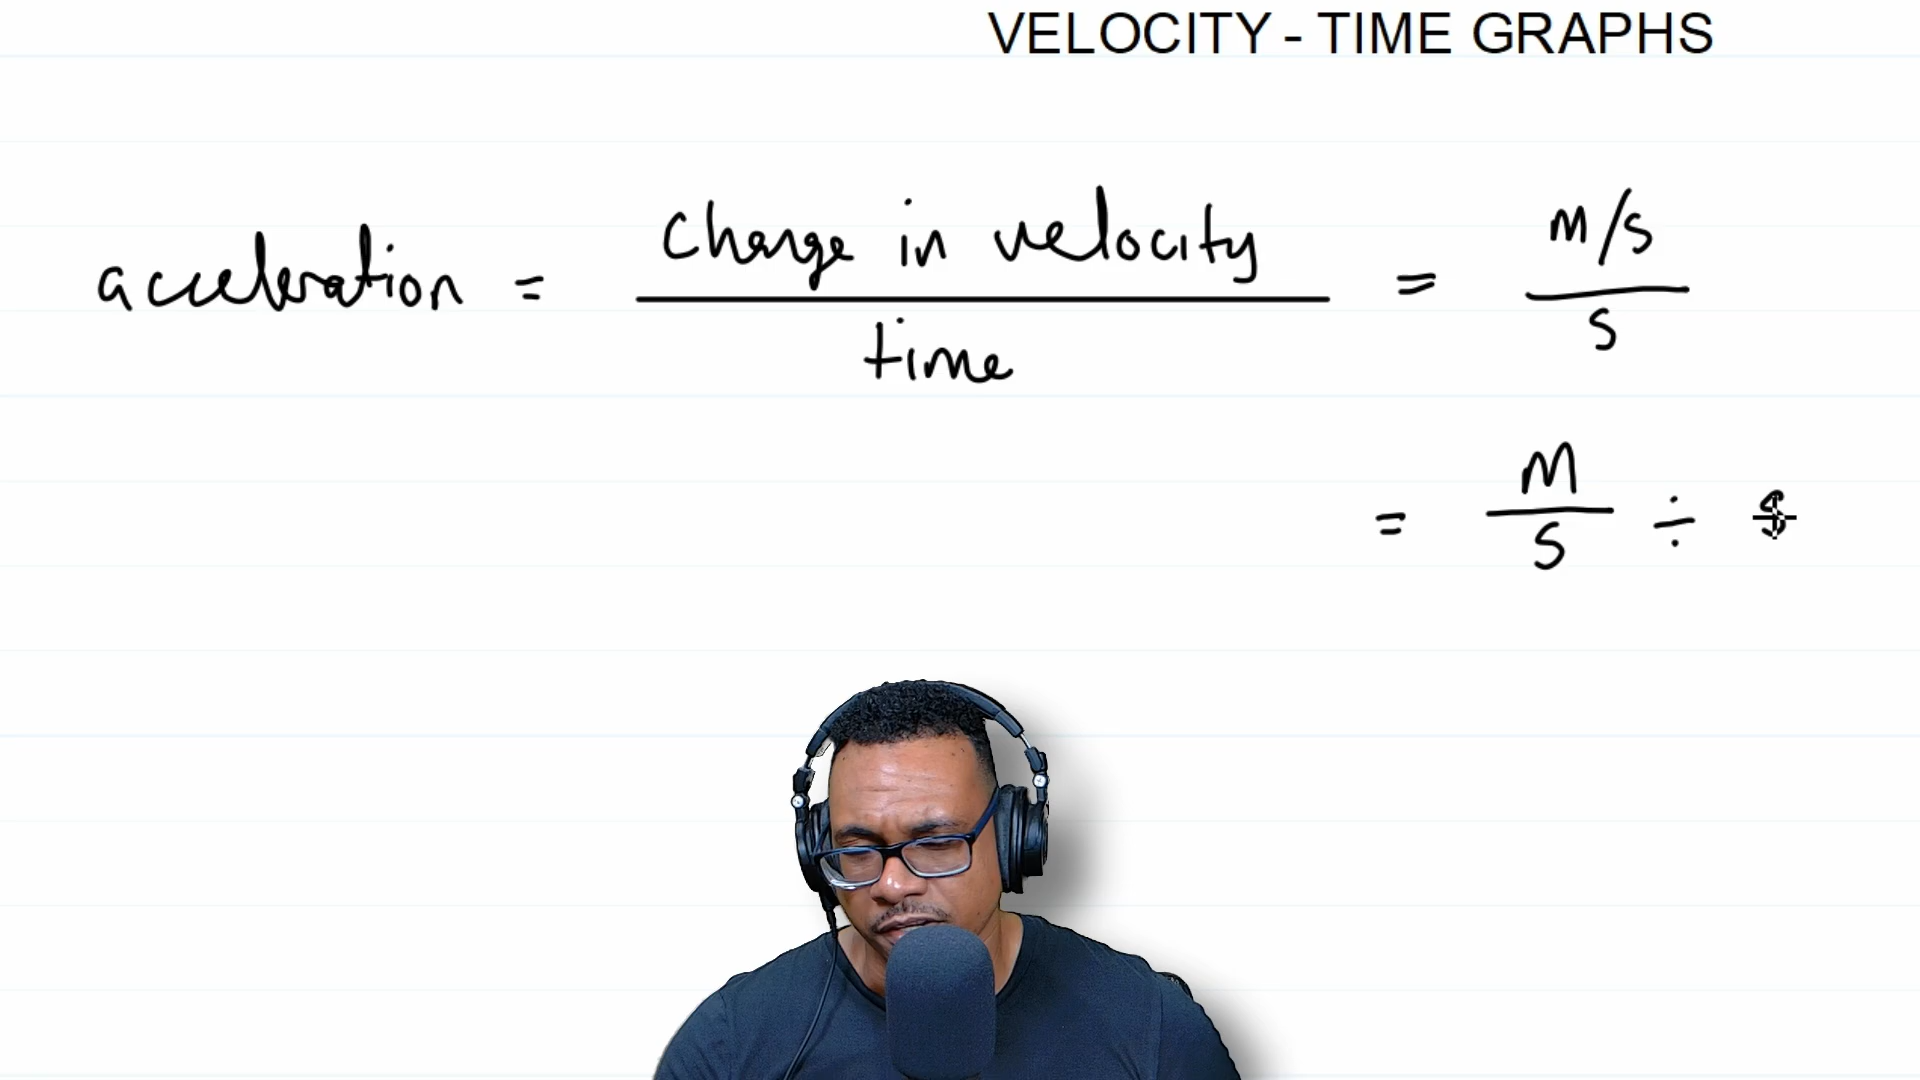 VELOCITY - TIME GRAPHS
acceleration = change in velocity / time = m/s / s
= m / s ÷ s